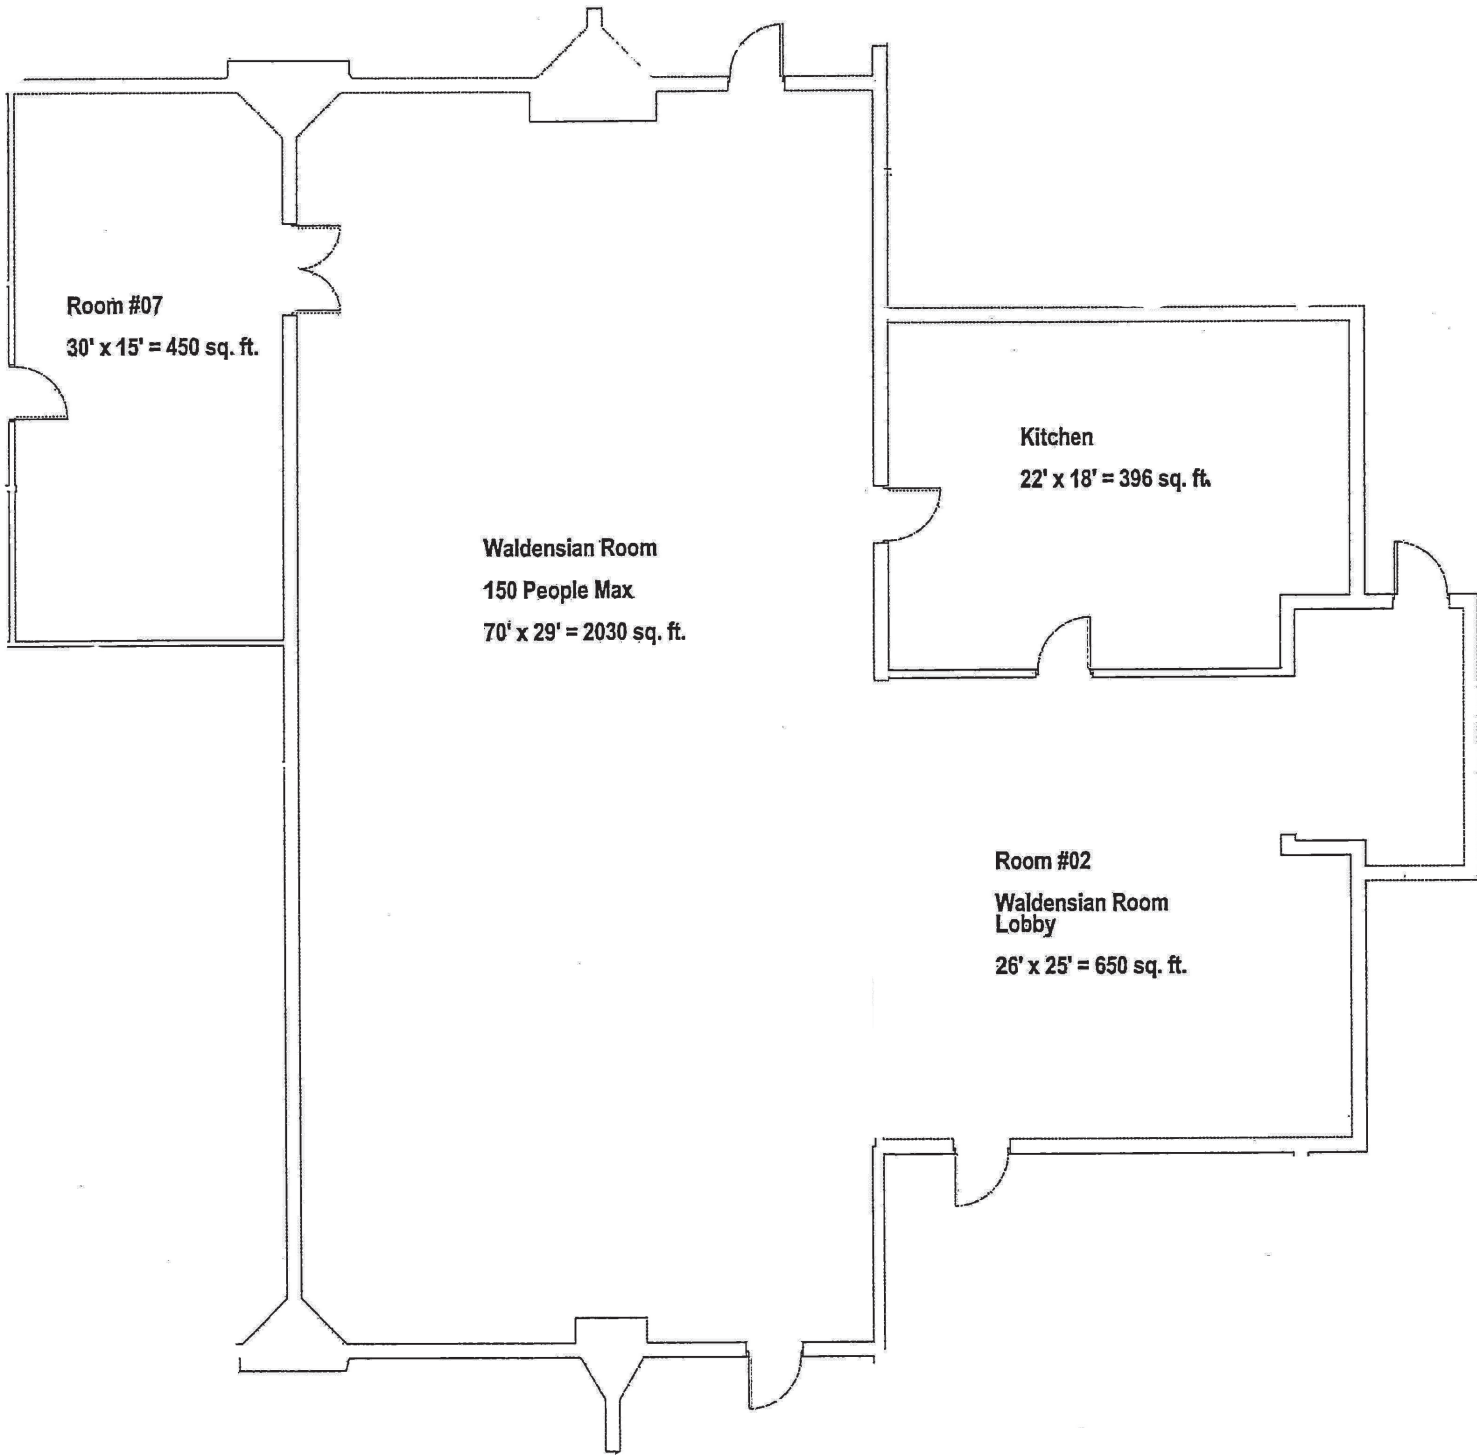 Room #07
30' x 15' = 450 sq. ft.
Kitchen
22' x 18' = 396 sq. ft.
Waldensian Room
150 People Max
70' x 29' = 2030 sq. ft.
Room #02
Waldensian Room
Lobby
26' x 25' = 650 sq. ft.